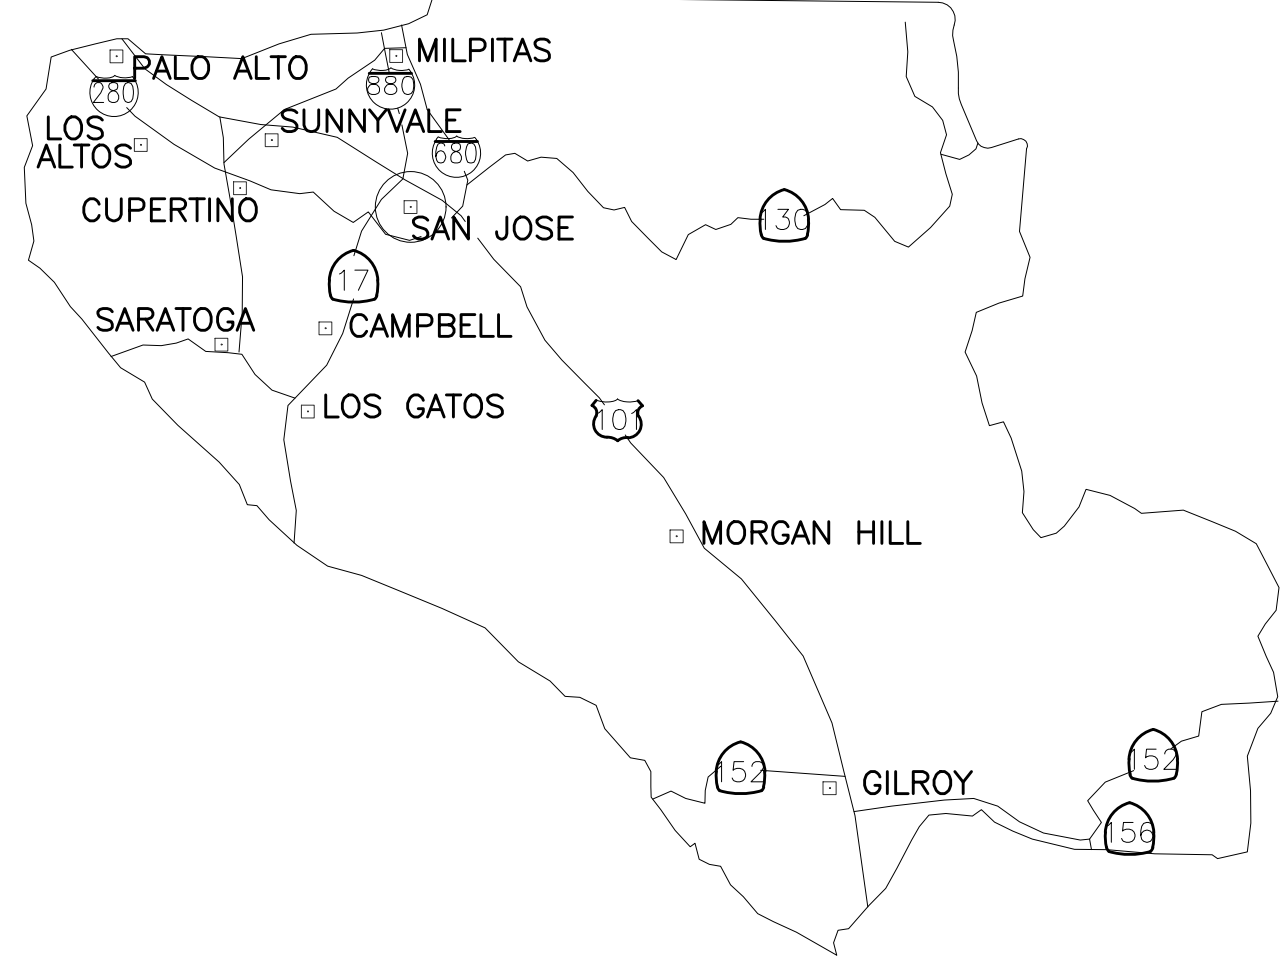 MILPITAS
PALO ALTO
880
280
SUNNYVALE
LOS
ALTOS
680
CUPERTINO
130
SAN JOSE
17
SARATOGA
CAMPBELL
LOS GATOS
101
MORGAN HILL
152
152
GILROY
156